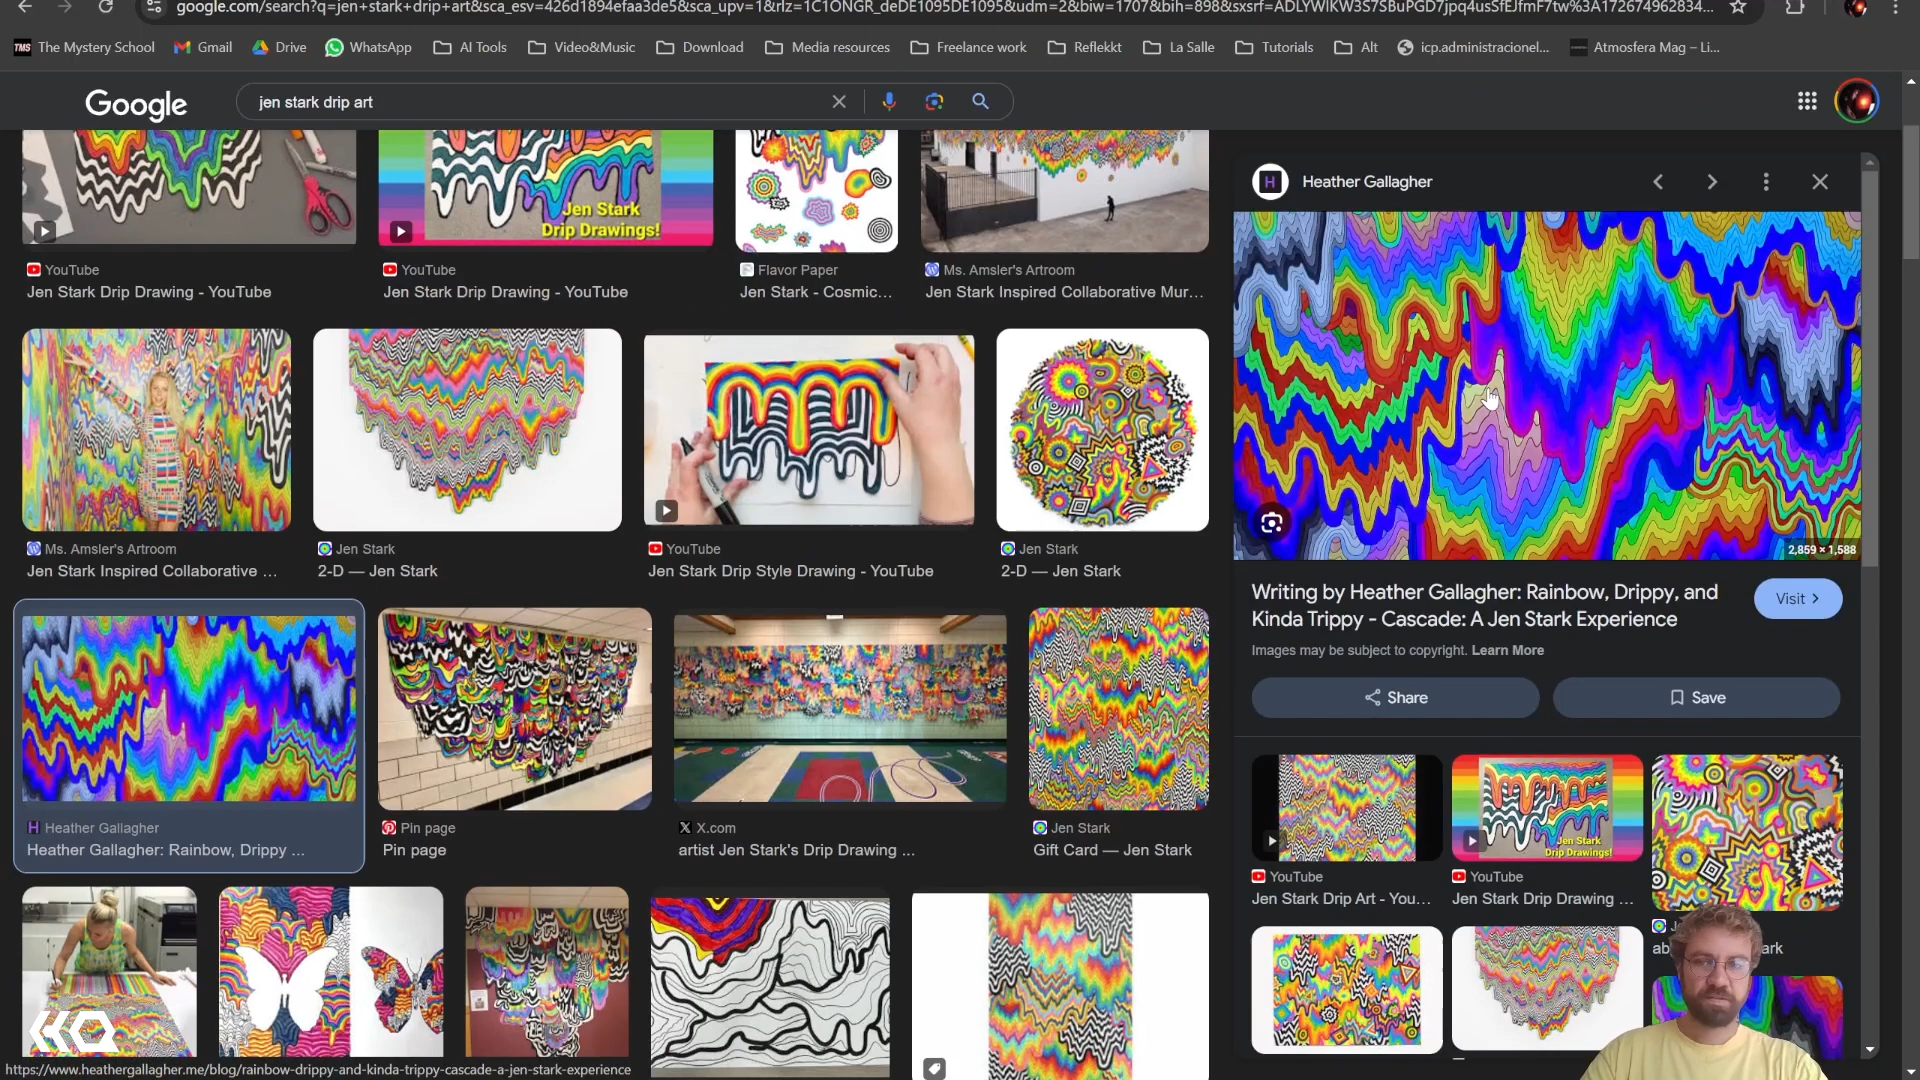 google.com/search?q=jen+stark+drip+art&sca_esv=426d1894efaa3de5&sca_upv=1&rlz=1C1ONGR_deDE1095DE1095&udm=2&biw=1707&bih=898&sxsrf=ADLYWIKW3S7SBuPGD7jpq4usSfEJfmF7tw%3A172674962834...
TMS The Mystery School Gmail Drive WhatsApp AI Tools Video&Music Download Media resources Freelance work Reflekkt La Salle Tutorials Alt icp.administracionel... Atmosfera Mag – Li...
Google
jen stark drip art
Jen Stark
Drip Drawings!
YouTube
Jen Stark Drip Drawing - YouTube
YouTube
Jen Stark Drip Drawing - YouTube
Flavor Paper
Jen Stark - Cosmic...
Ms. Amsler's Artroom
Jen Stark Inspired Collaborative Mur...
Ms. Amsler's Artroom
Jen Stark Inspired Collaborative ...
Jen Stark
2-D — Jen Stark
YouTube
Jen Stark Drip Style Drawing - YouTube
Jen Stark
2-D — Jen Stark
H Heather Gallagher
Heather Gallagher: Rainbow, Drippy ...
Pin page
Pin page
X.com
artist Jen Stark's Drip Drawing ...
Jen Stark
Gift Card — Jen Stark
H Heather Gallagher
2,859 × 1,588
Writing by Heather Gallagher: Rainbow, Drippy, and
Kinda Trippy - Cascade: A Jen Stark Experience
Visit
Images may be subject to copyright. Learn More
Share
Save
YouTube
Jen Stark Drip Art - You...
Jen Stark
Drip Drawings!
YouTube
Jen Stark Drip Drawing ...
https://www.heathergallagher.me/blog/rainbow-drippy-and-kinda-trippy-cascade-a-jen-stark-experience